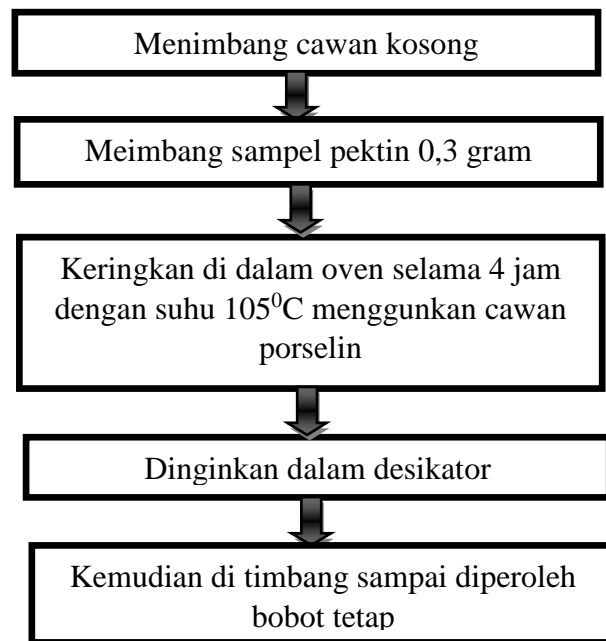 Menimbang cawan kosong
Meimbang sampel pektin 0,3 gram
Keringkan di dalam oven selama 4 jam
dengan suhu 105⁰C menggunkan cawan
porselin
Dinginkan dalam desikator
Kemudian di timbang sampai diperoleh
bobot tetap